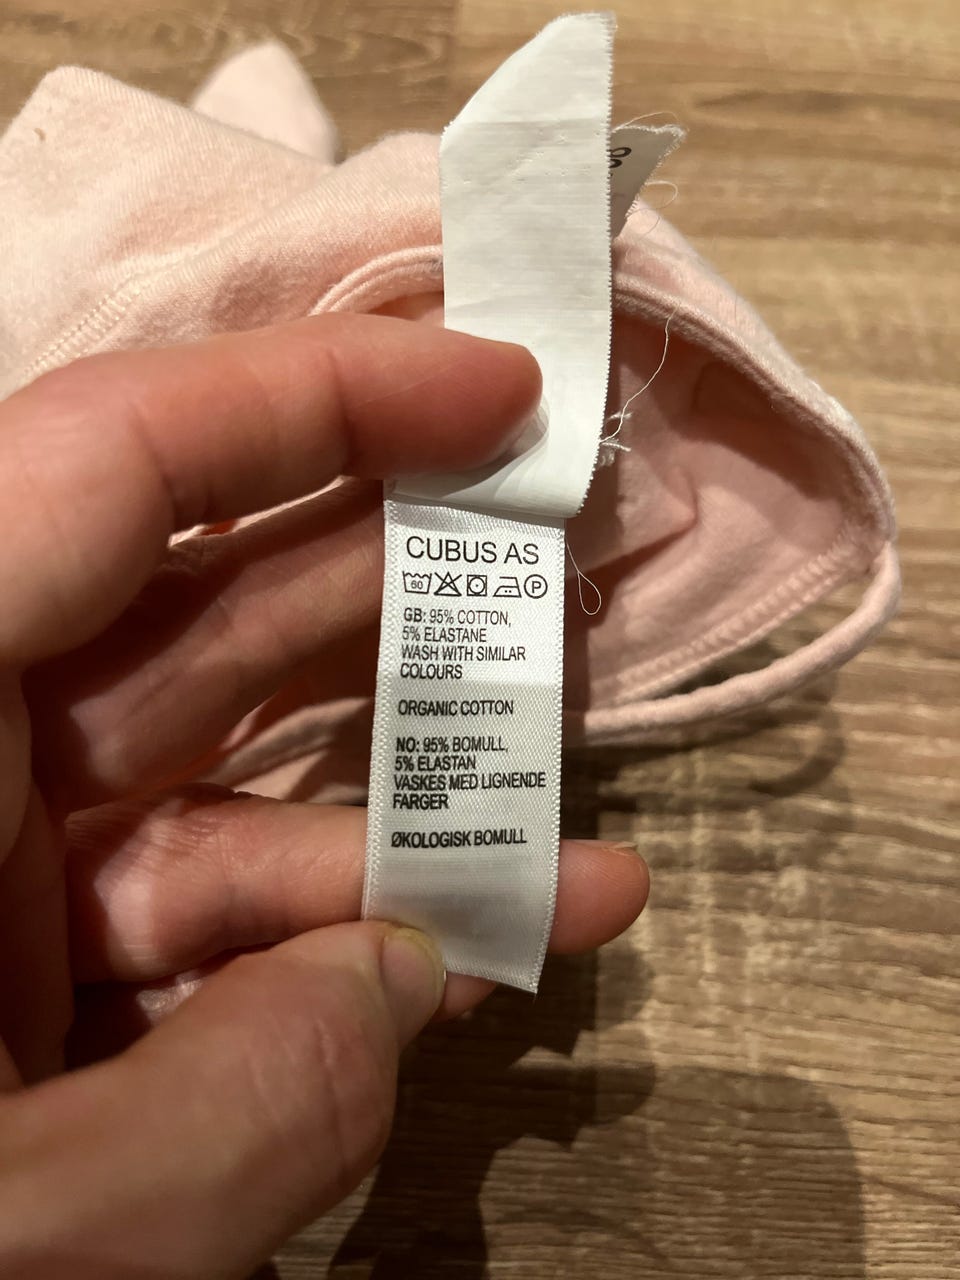 CUBUS AS
60 P
GB: 95% COTTON,
5% ELASTANE
WASH WITH SIMILAR
COLOURS
ORGANIC COTTON
NO: 95% BOMULL,
5% ELASTAN
VASKES MED LIGNENDE
FARGER
ØKOLOGISK BOMULL